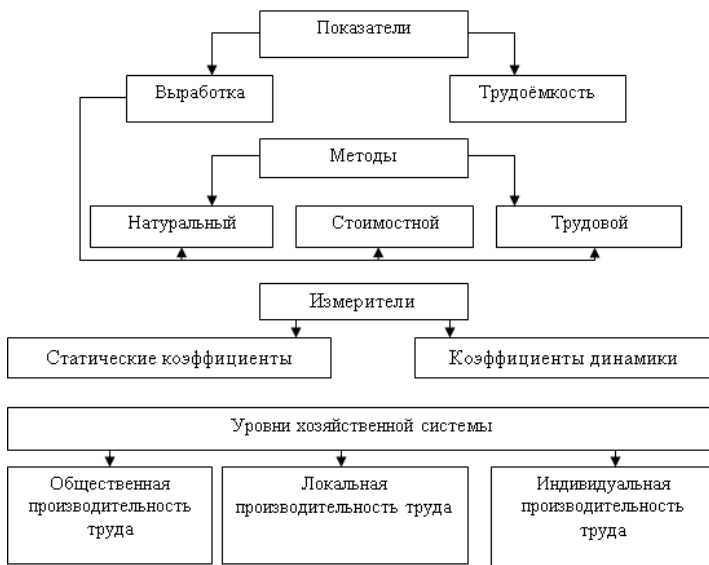 Показатели
Выработка
Трудоёмкость
Методы
Натуральный
Стоимостной
Трудовой
Измерители
Статические коэффициенты
Коэффициенты динамики
Уровни хозяйственной системы
Общественная
производительность
труда
Локальная
производительность труда
Индивидуальная
производительность
труда